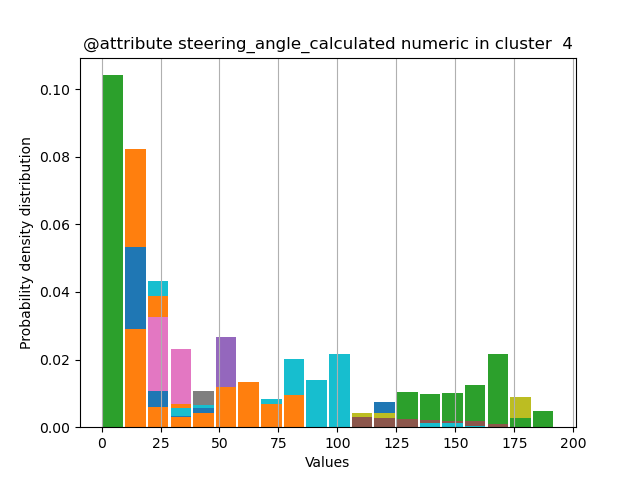 @attribute steering_angle_calculated numeric in cluster  4
0.10
0.08
0.06
0.04
0.02
0.00
Probability density distribution
0 25 50 75 100 125 150 175 200
Values